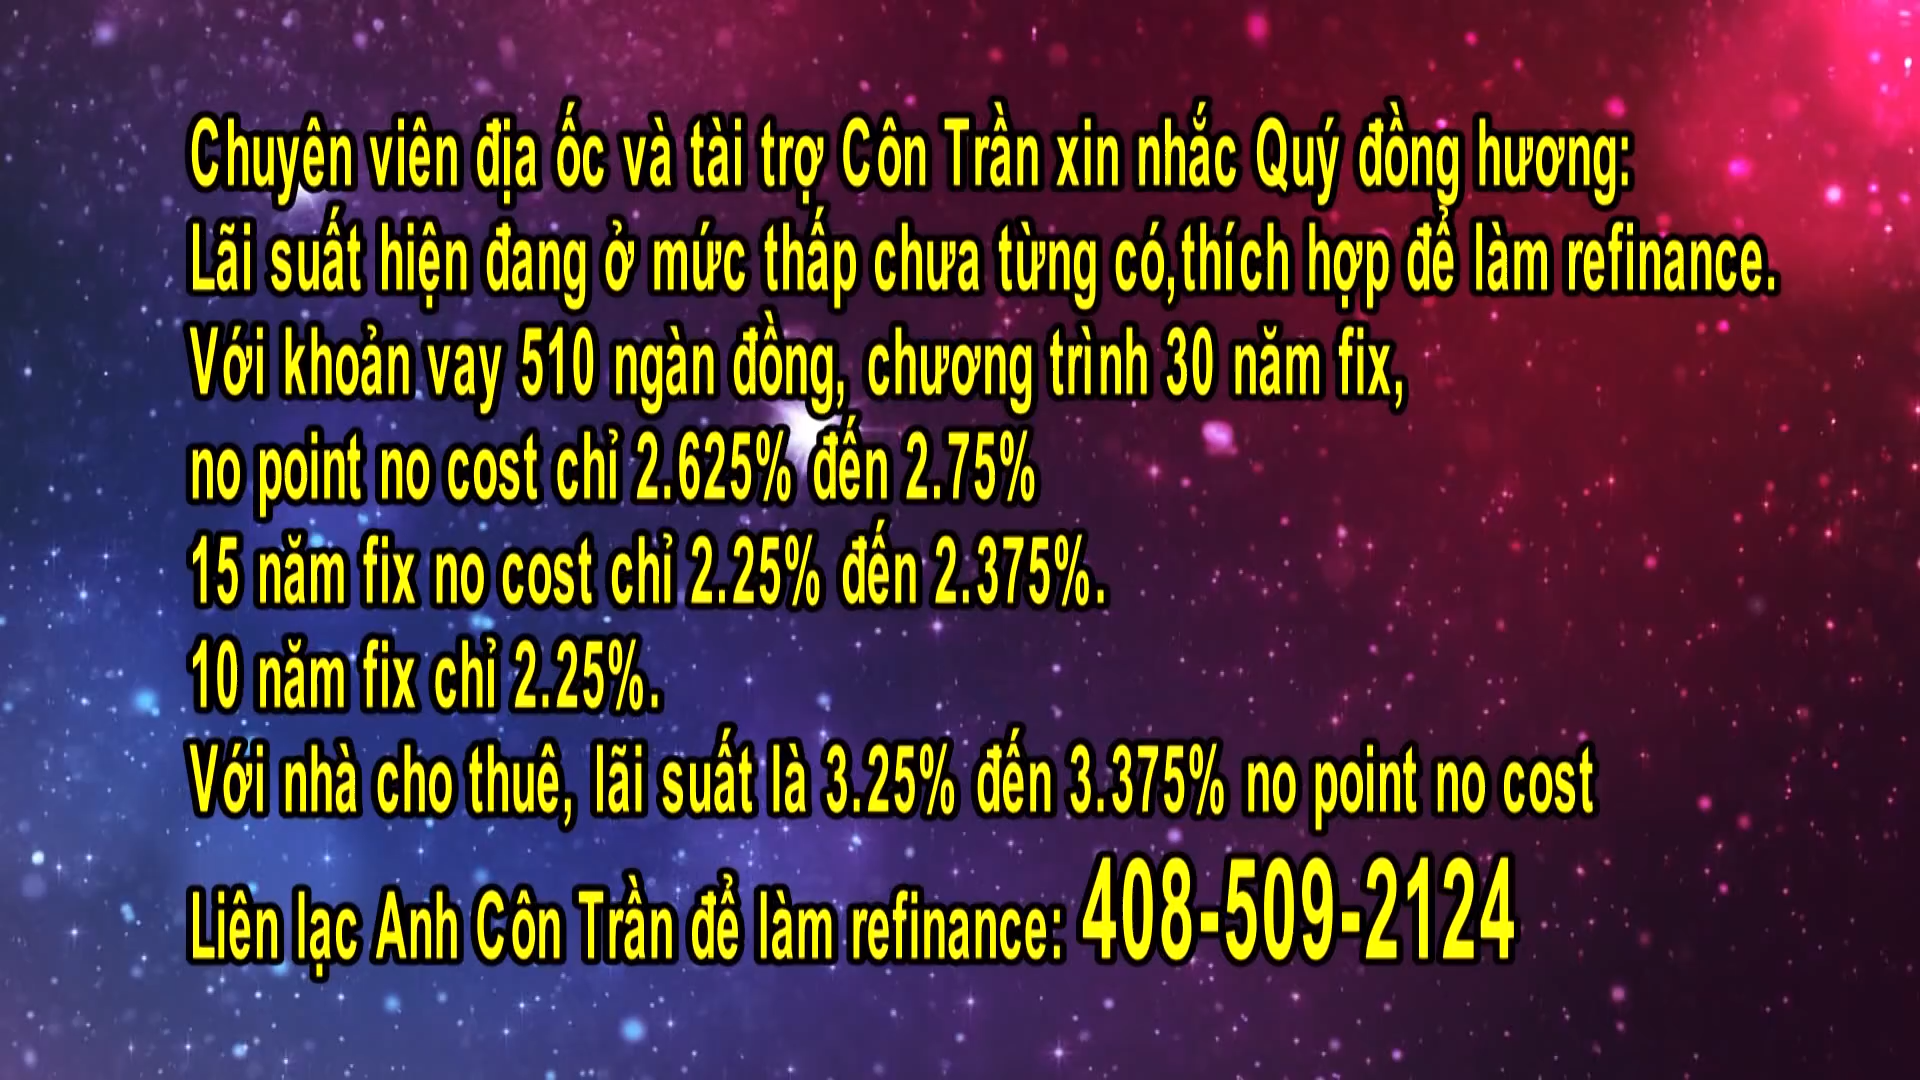 Chuyên viên địa ốc và tài trợ Côn Trần xin nhắc Quý đồng hương:
Lãi suất hiện đang ở mức thấp chưa từng có,thích hợp để làm refinance.
Với khoản vay 510 ngàn đồng, chương trình 30 năm fix,
no point no cost chỉ 2.625% đến 2.75%
15 năm fix no cost chỉ 2.25% đến 2.375%.
10 năm fix chỉ 2.25%.
Với nhà cho thuê, lãi suất là 3.25% đến 3.375% no point no cost
Liên lạc Anh Côn Trần để làm refinance: 408-509-2124